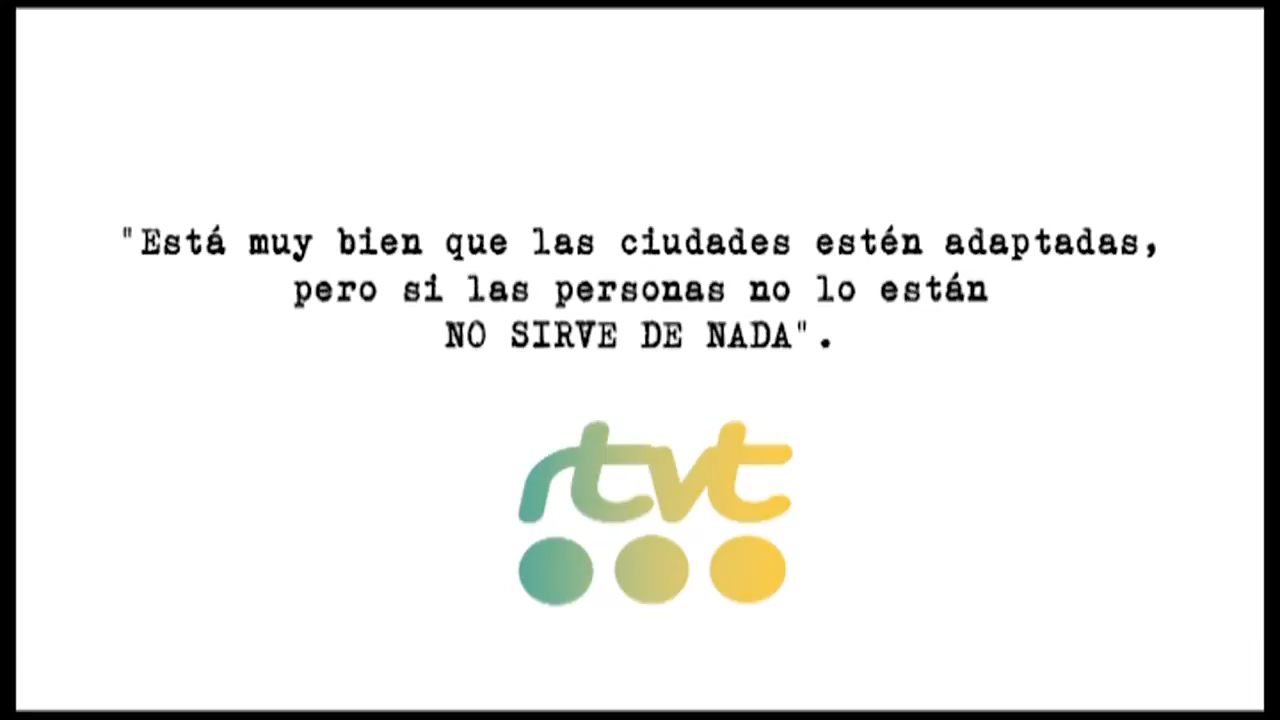 "Está muy bien que las ciudades estén adaptadas,
pero si las personas no lo están
NO SIRVE DE NADA".
rtvt